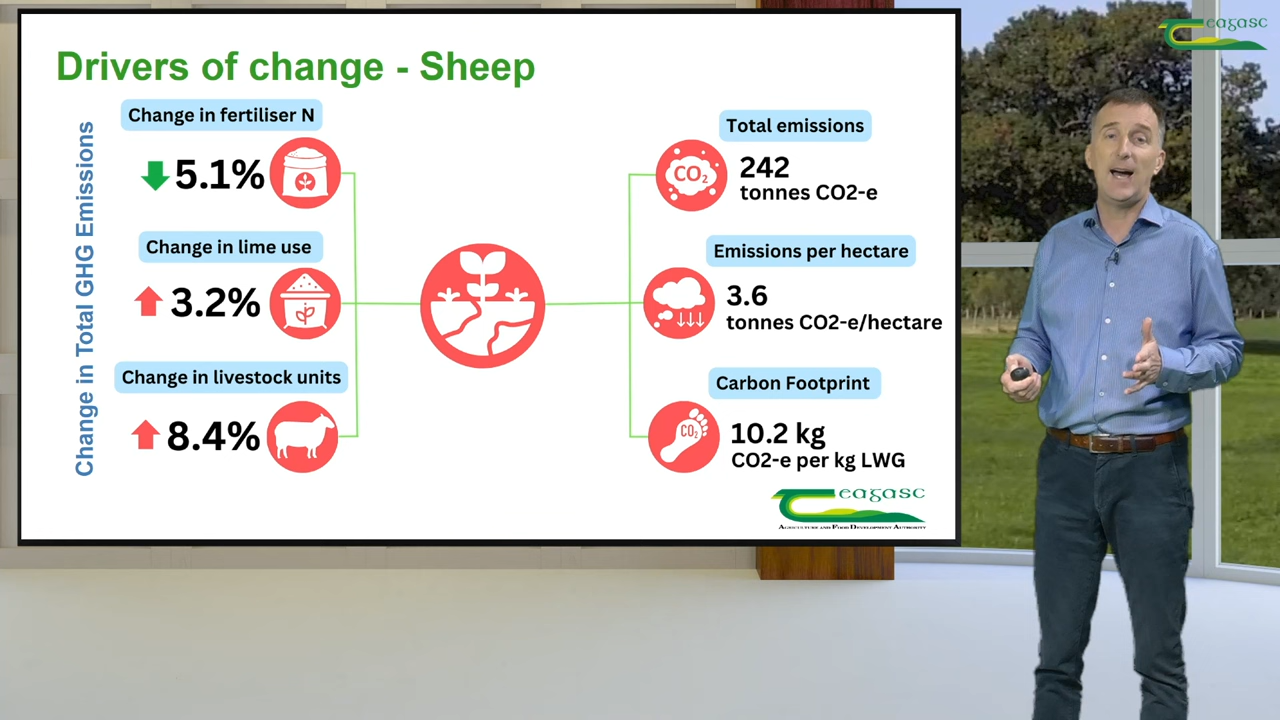 Drivers of change - Sheep
Change in Total GHG Emissions
Change in fertiliser N
5.1%
Change in lime use
3.2%
Change in livestock units
8.4%
Total emissions
CO2
242
tonnes CO2-e
Emissions per hectare
3.6
tonnes CO2-e/hectare
Carbon Footprint
CO2
10.2 kg
CO2-e per kg LWG
eagasc
Agriculture and Food Development Authority
eagasc